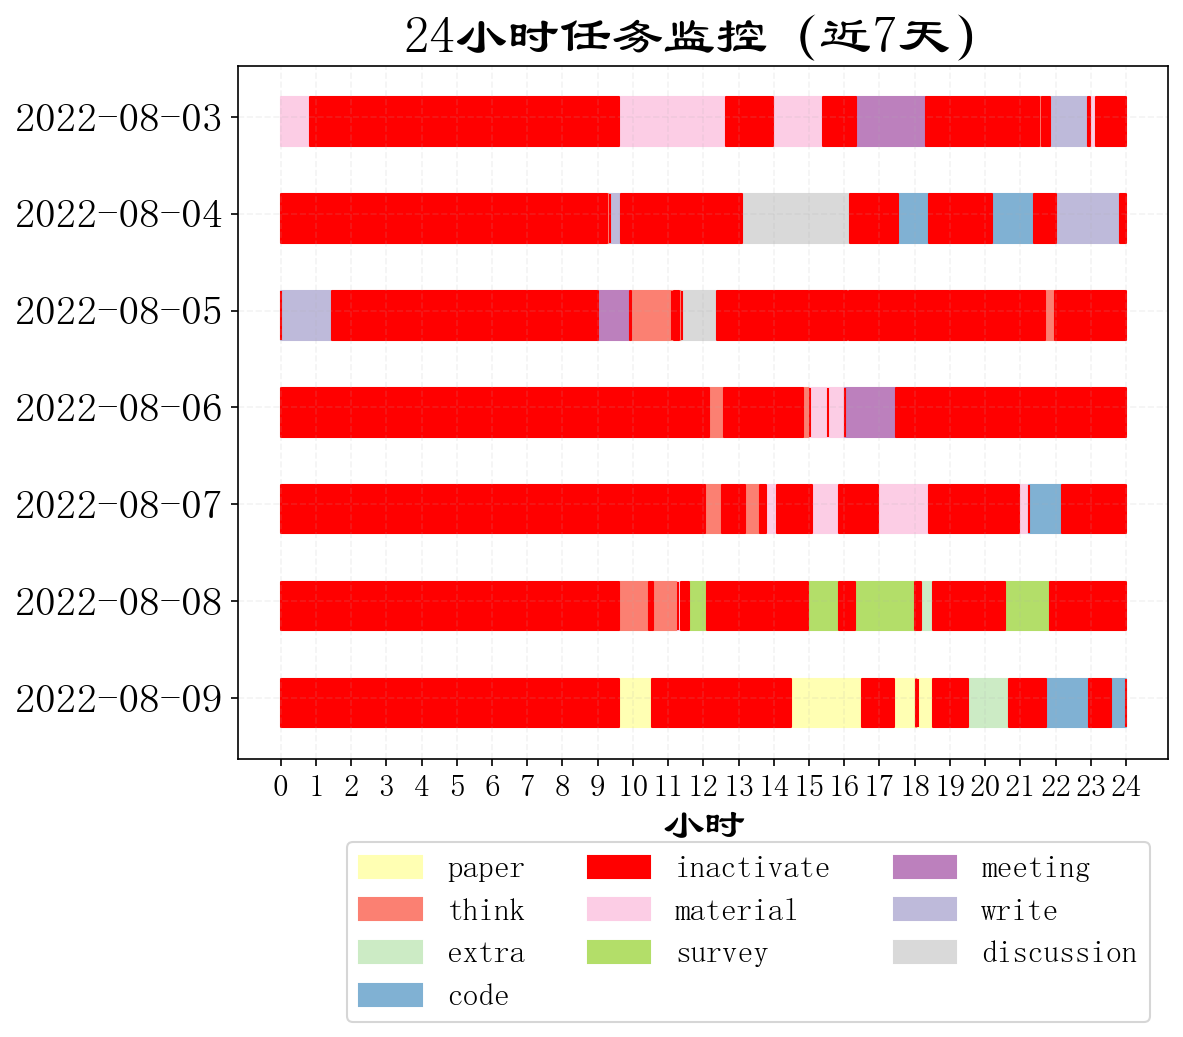 24小时任务监控 (近7天)
2022-08-03
2022-08-04
2022-08-05
2022-08-06
2022-08-07
2022-08-08
2022-08-09
0 1 2 3 4 5 6 7 8 9 10 11 12 13 14 15 16 17 18 19 20 21 22 23 24
小时
paper inactivate meeting
think material write
extra survey discussion
code